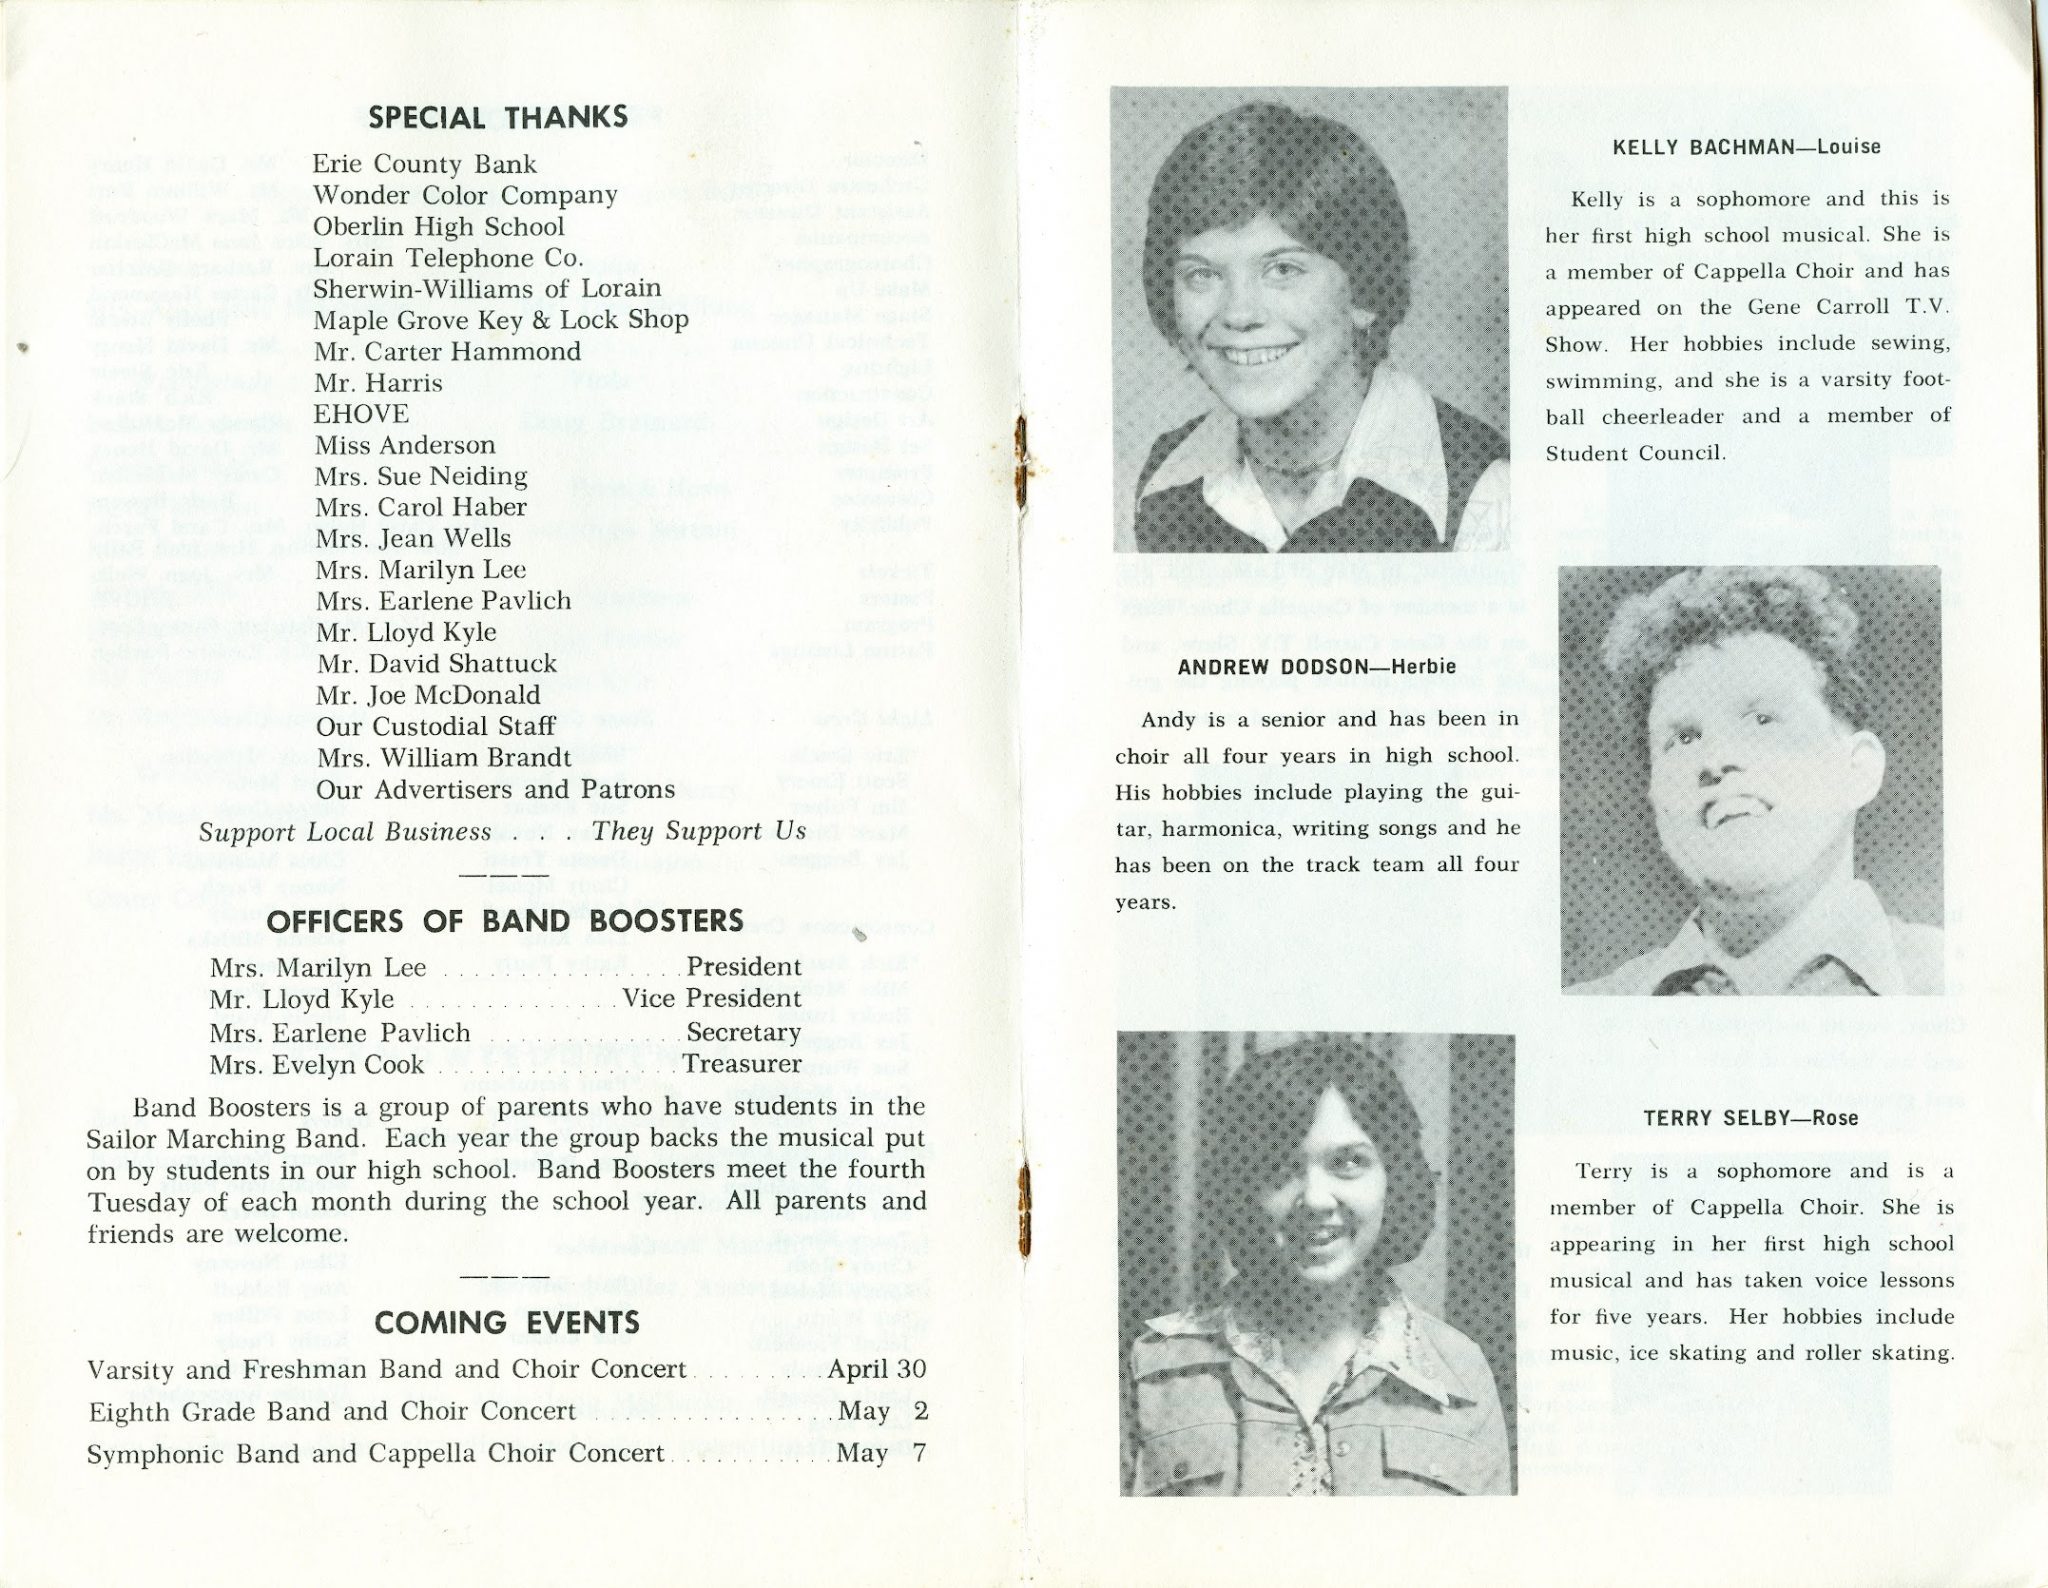 SPECIAL THANKS
Erie County Bank
Wonder Color Company
Oberlin High School
Lorain Telephone Co.
Sherwin-Williams of Lorain
Maple Grove Key & Lock Shop
Mr. Carter Hammond
Mr. Harris
EHOVE
Miss Anderson
Mrs. Sue Neiding
Mrs. Carol Haber
Mrs. Jean Wells
Mrs. Marilyn Lee
Mrs. Earlene Pavlich
Mr. Lloyd Kyle
Mr. David Shattuck
Mr. Joe McDonald
Our Custodial Staff
Mrs. William Brandt
Our Advertisers and Patrons
Support Local Business . . . They Support Us
OFFICERS OF BAND BOOSTERS
Mrs. Marilyn Lee . . . . . . . . . . . . . . . . President
Mr. Lloyd Kyle . . . . . . . . . . . . . Vice President
Mrs. Earlene Pavlich . . . . . . . . . . . . . Secretary
Mrs. Evelyn Cook . . . . . . . . . . . . . . . Treasurer
Band Boosters is a group of parents who have students in the
Sailor Marching Band. Each year the group backs the musical put
on by students in our high school. Band Boosters meet the fourth
Tuesday of each month during the school year. All parents and
friends are welcome.
COMING EVENTS
Varsity and Freshman Band and Choir Concert . . . . . . . . April 30
Eighth Grade Band and Choir Concert . . . . . . . . . . . . . . May 2
Symphonic Band and Cappella Choir Concert . . . . . . . . . . May 7
KELLY BACHMAN—Louise
Kelly is a sophomore and this is
her first high school musical. She is
a member of Cappella Choir and has
appeared on the Gene Carroll T.V.
Show. Her hobbies include sewing,
swimming, and she is a varsity foot-
ball cheerleader and a member of
Student Council.
ANDREW DODSON—Herbie
Andy is a senior and has been in
choir all four years in high school.
His hobbies include playing the gui-
tar, harmonica, writing songs and he
has been on the track team all four
years.
TERRY SELBY—Rose
Terry is a sophomore and is a
member of Cappella Choir. She is
appearing in her first high school
musical and has taken voice lessons
for five years. Her hobbies include
music, ice skating and roller skating.